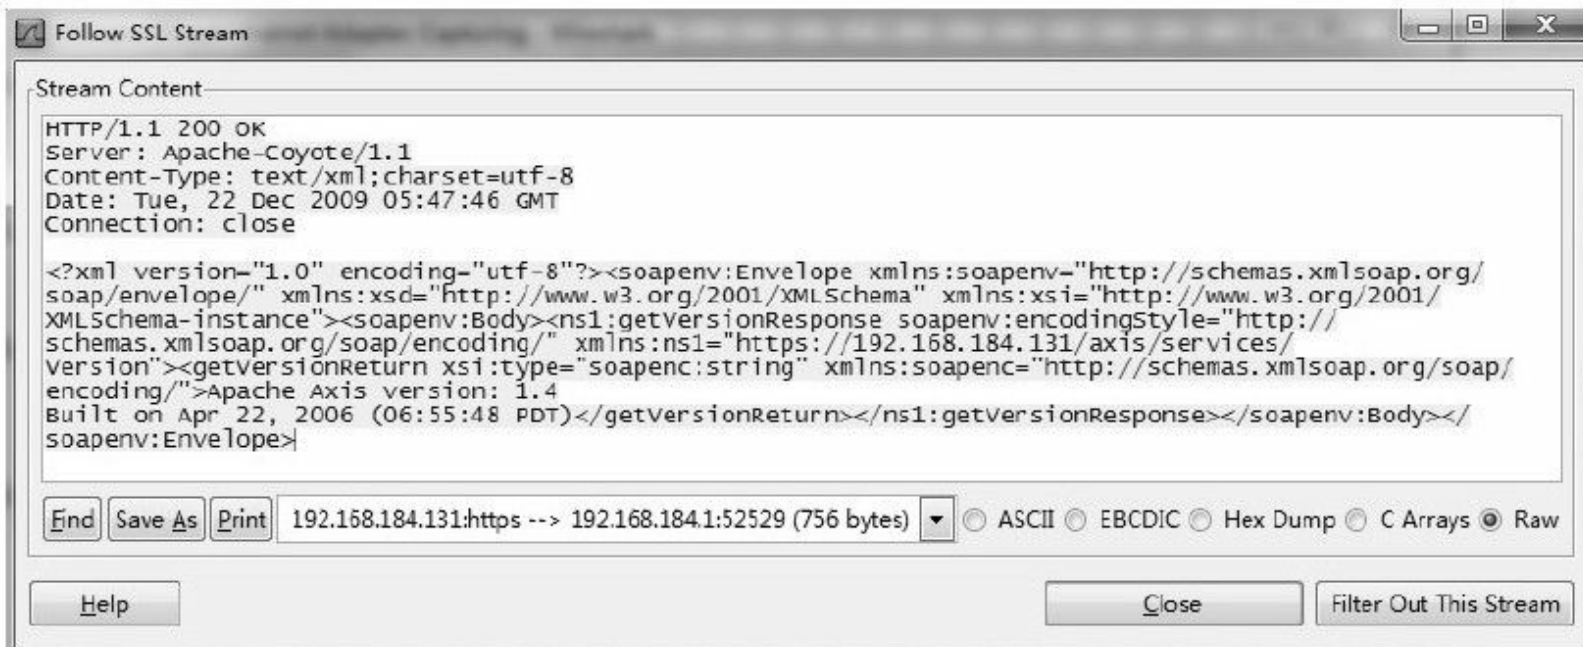 Follow SSL Stream
Stream Content
HTTP/1.1 200 OK
Server: Apache-Coyote/1.1
Content-Type: text/xml;charset=utf-8
Date: Tue, 22 Dec 2009 05:47:46 GMT
Connection: close
<?xml version="1.0" encoding="utf-8"?><soapenv:Envelope xmlns:soapenv="http://schemas.xmlsoap.org/
soap/envelope/" xmlns:xsd="http://www.w3.org/2001/XMLSchema" xmlns:xsi="http://www.w3.org/2001/
XMLSchema-instance"><soapenv:Body><ns1:getVersionResponse soapenv:encodingStyle="http://
schemas.xmlsoap.org/soap/encoding/" xmlns:ns1="https://192.168.184.131/axis/services/
Version"><getVersionReturn xsi:type="soapenc:string" xmlns:soapenc="http://schemas.xmlsoap.org/soap/
encoding/">Apache Axis version: 1.4
Built on Apr 22, 2006 (06:55:48 PDT)</getVersionReturn></ns1:getVersionResponse></soapenv:Body></
soapenv:Envelope>
Find Save As Print 192.168.184.131:https --> 192.168.184.1:52529 (756 bytes) ASCII EBCDIC Hex Dump C Arrays Raw
Help Close Filter Out This Stream